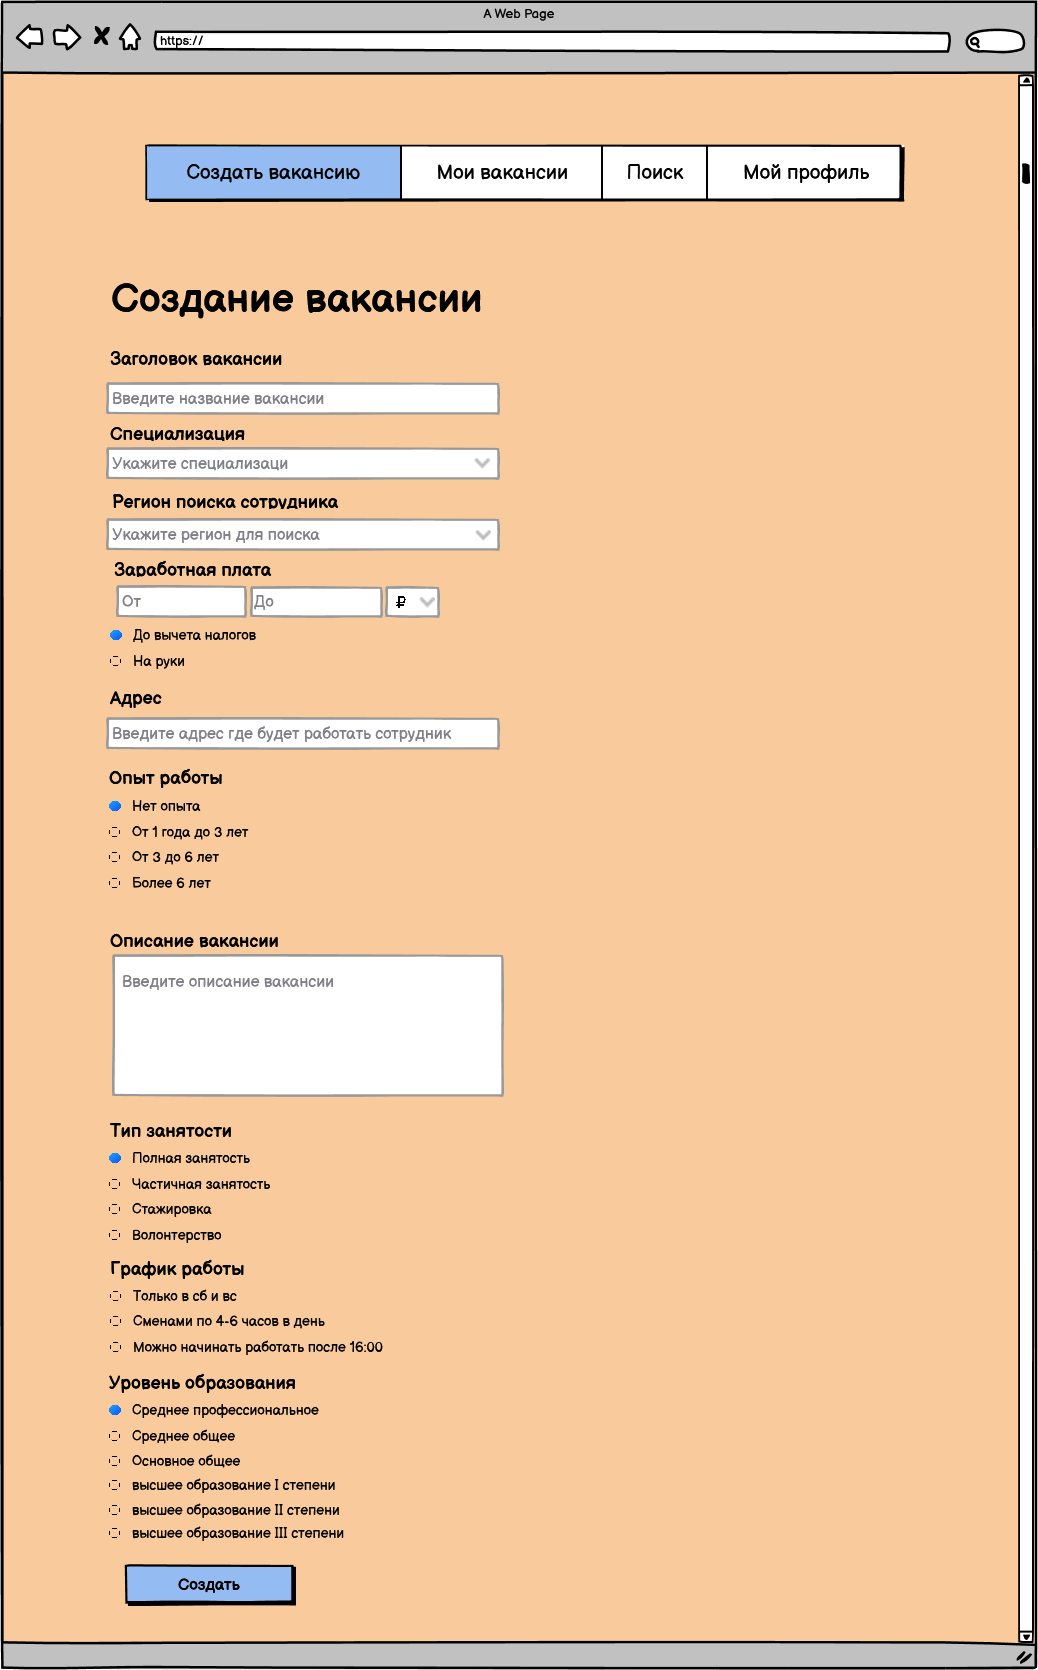 A Web Page
https://
Создать вакансию Мои вакансии Поиск Мой профиль
Создание вакансии
Заголовок вакансии
Введите название вакансии
Специализация
Укажите специализаци
Регион поиска сотрудника
Укажите регион для поиска
Заработная плата
От До ₽
До вычета налогов
На руки
Адрес
Введите адрес где будет работать сотрудник
Опыт работы
Нет опыта
От 1 года до 3 лет
От 3 до 6 лет
Более 6 лет
Описание вакансии
Введите описание вакансии
Тип занятости
Полная занятость
Частичная занятость
Стажировка
Волонтерство
График работы
Только в сб и вс
Сменами по 4-6 часов в день
Можно начинать работать после 16:00
Уровень образования
Среднее профессиональное
Среднее общее
Основное общее
высшее образование I степени
высшее образование II степени
высшее образование III степени
Создать